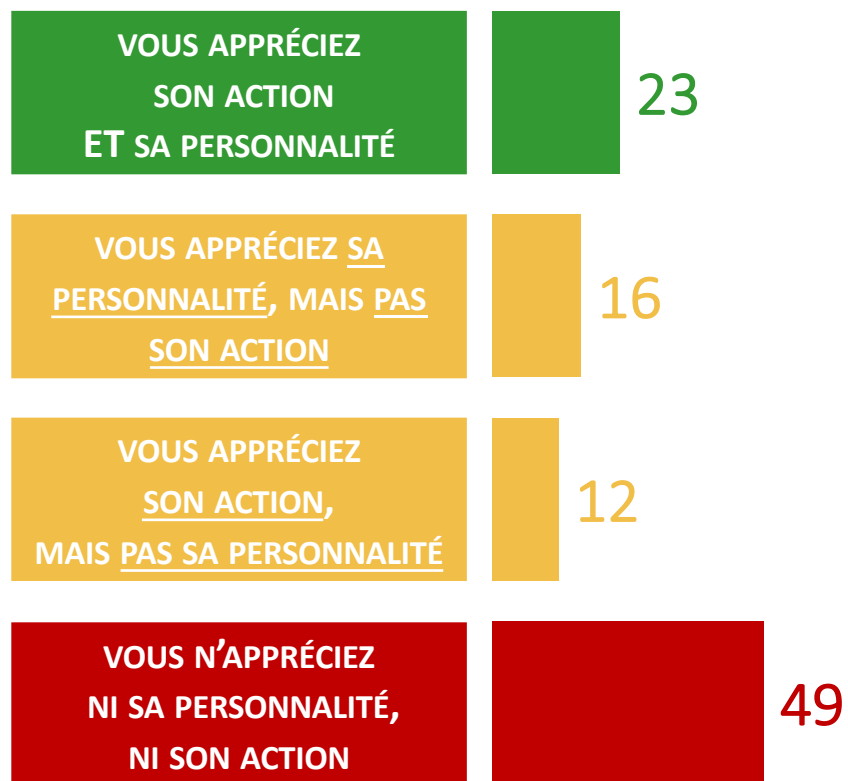 VOUS APPRÉCIEZ
SON ACTION
ET SA PERSONNALITÉ
23
VOUS APPRÉCIEZ SA
PERSONNALITÉ, MAIS PAS
SON ACTION
16
VOUS APPRÉCIEZ
SON ACTION,
MAIS PAS SA PERSONNALITÉ
12
VOUS N'APPRÉCIEZ
NI SA PERSONNALITÉ,
NI SON ACTION
49